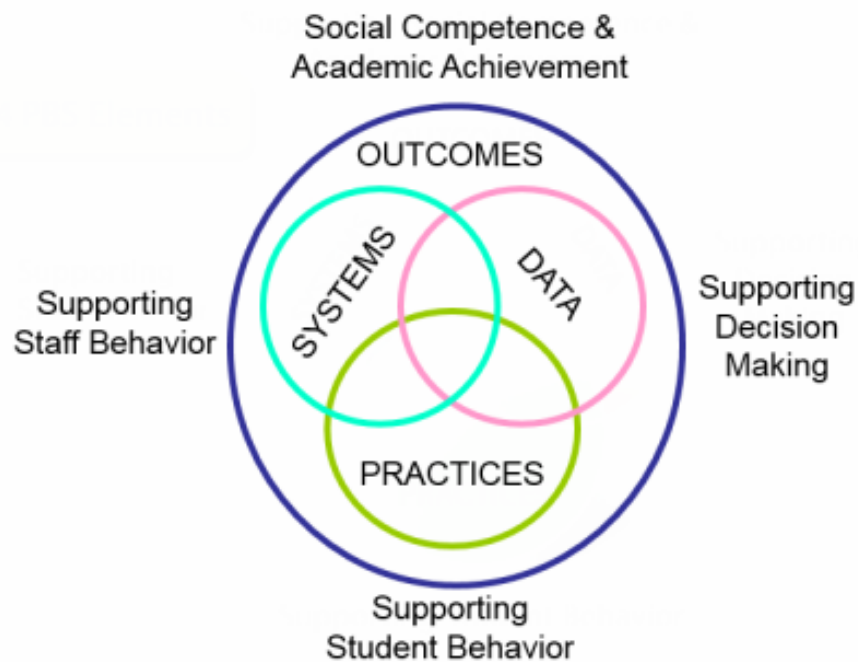 Social Competence &
Academic Achievement
OUTCOMES
SYSTEMS
DATA
Supporting
Staff Behavior
Supporting
Decision
Making
PRACTICES
Supporting
Student Behavior